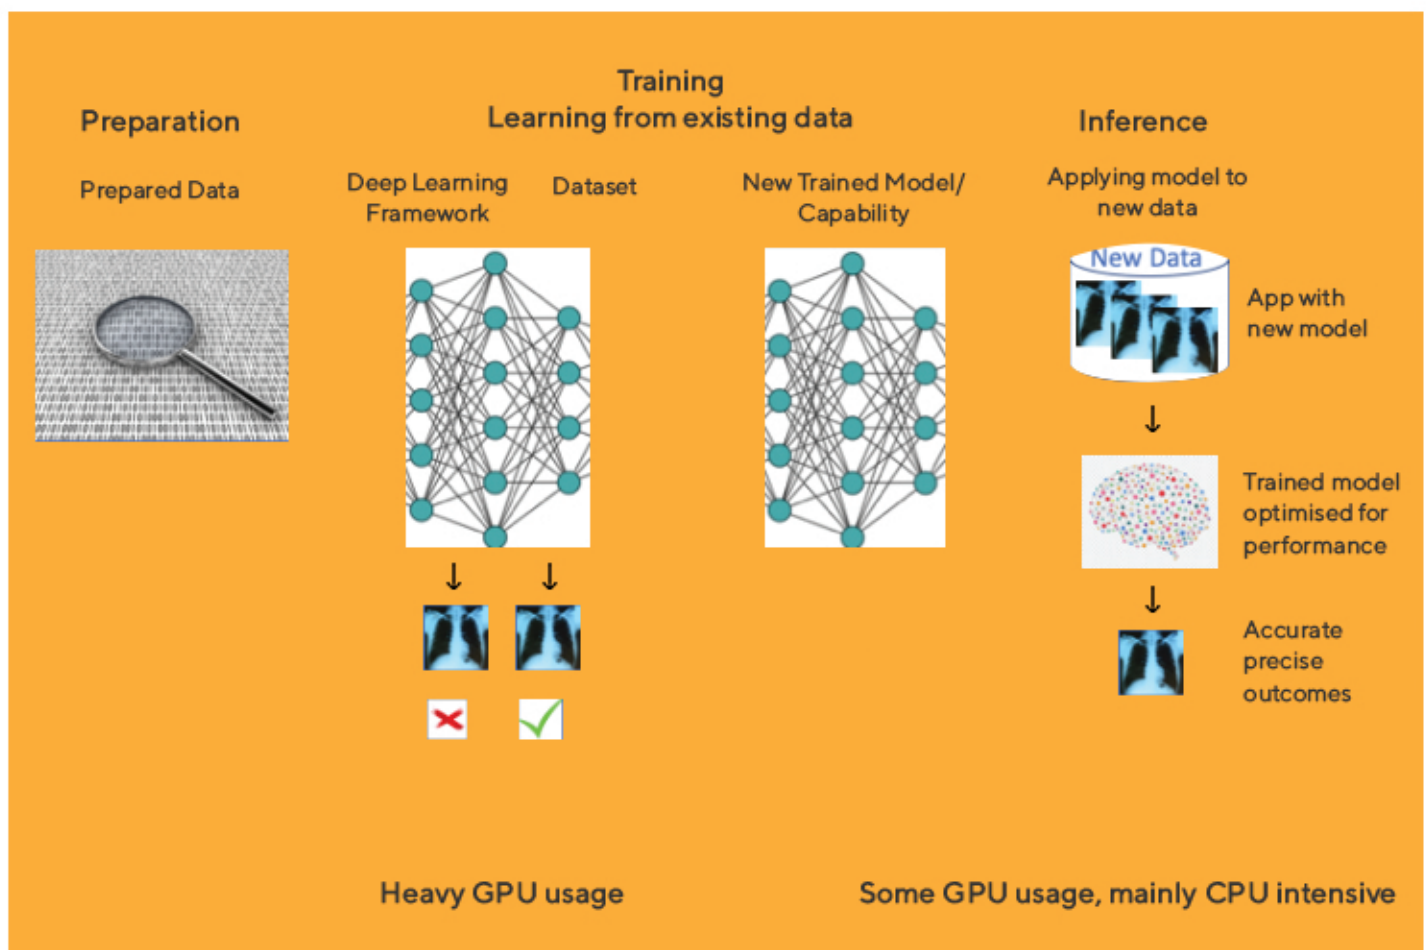 Preparation
Prepared Data
Training
Learning from existing data
Deep Learning
Framework
Dataset
New Trained Model/
Capability
Inference
Applying model to
new data
New Data
App with
new model
Trained model
optimised for
performance
Accurate
precise
outcomes
Heavy GPU usage
Some GPU usage, mainly CPU intensive